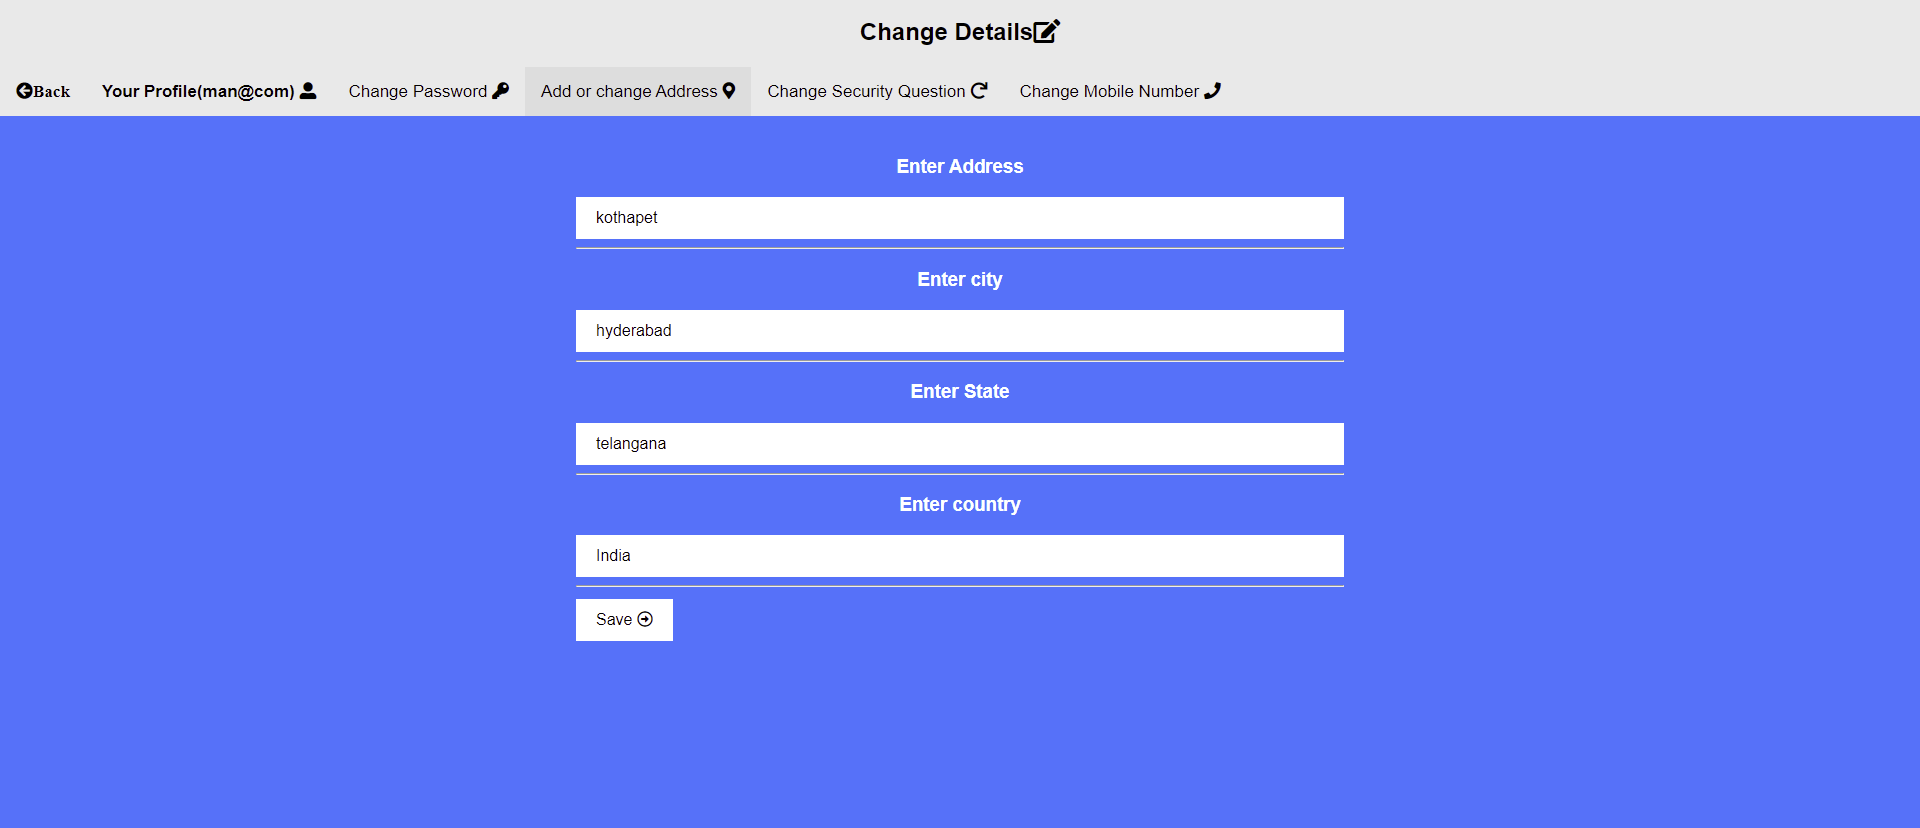 Change Details
Back Your Profile(man@com) Change Password Add or change Address Change Security Question Change Mobile Number
Enter Address
kothapet
Enter city
hyderabad
Enter State
telangana
Enter country
India
Save